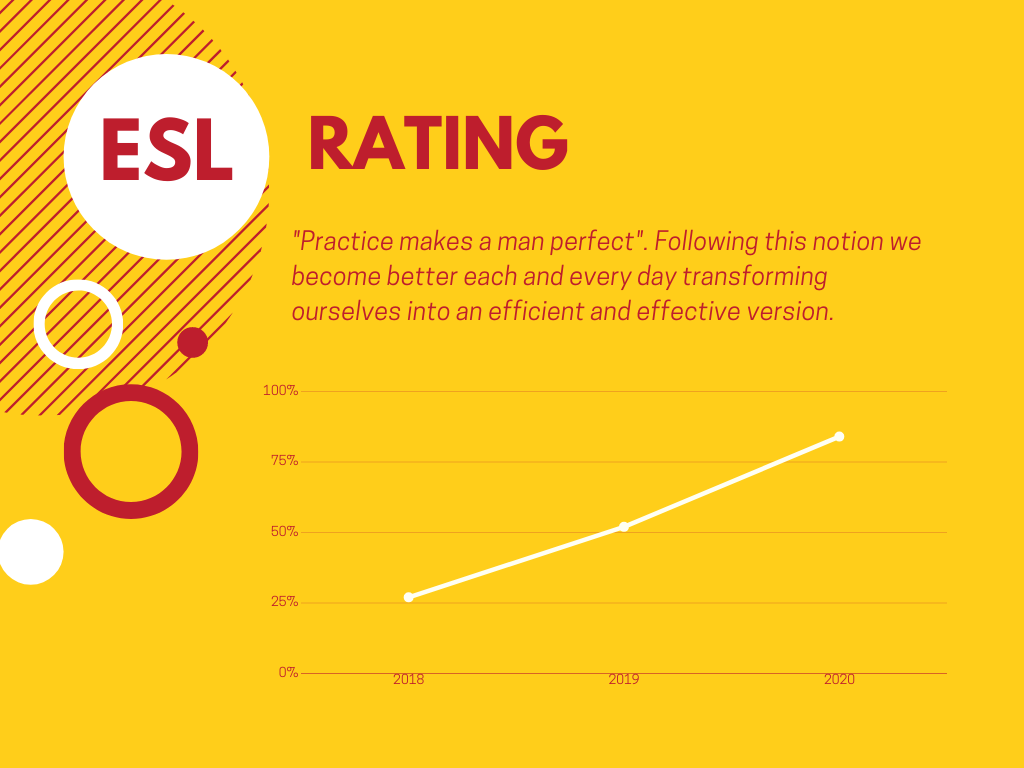 ESL
RATING
"Practice makes a man perfect". Following this notion we
become better each and every day transforming
ourselves into an efficient and effective version.
100%
75%
50%
25%
0%
2018 2019 2020